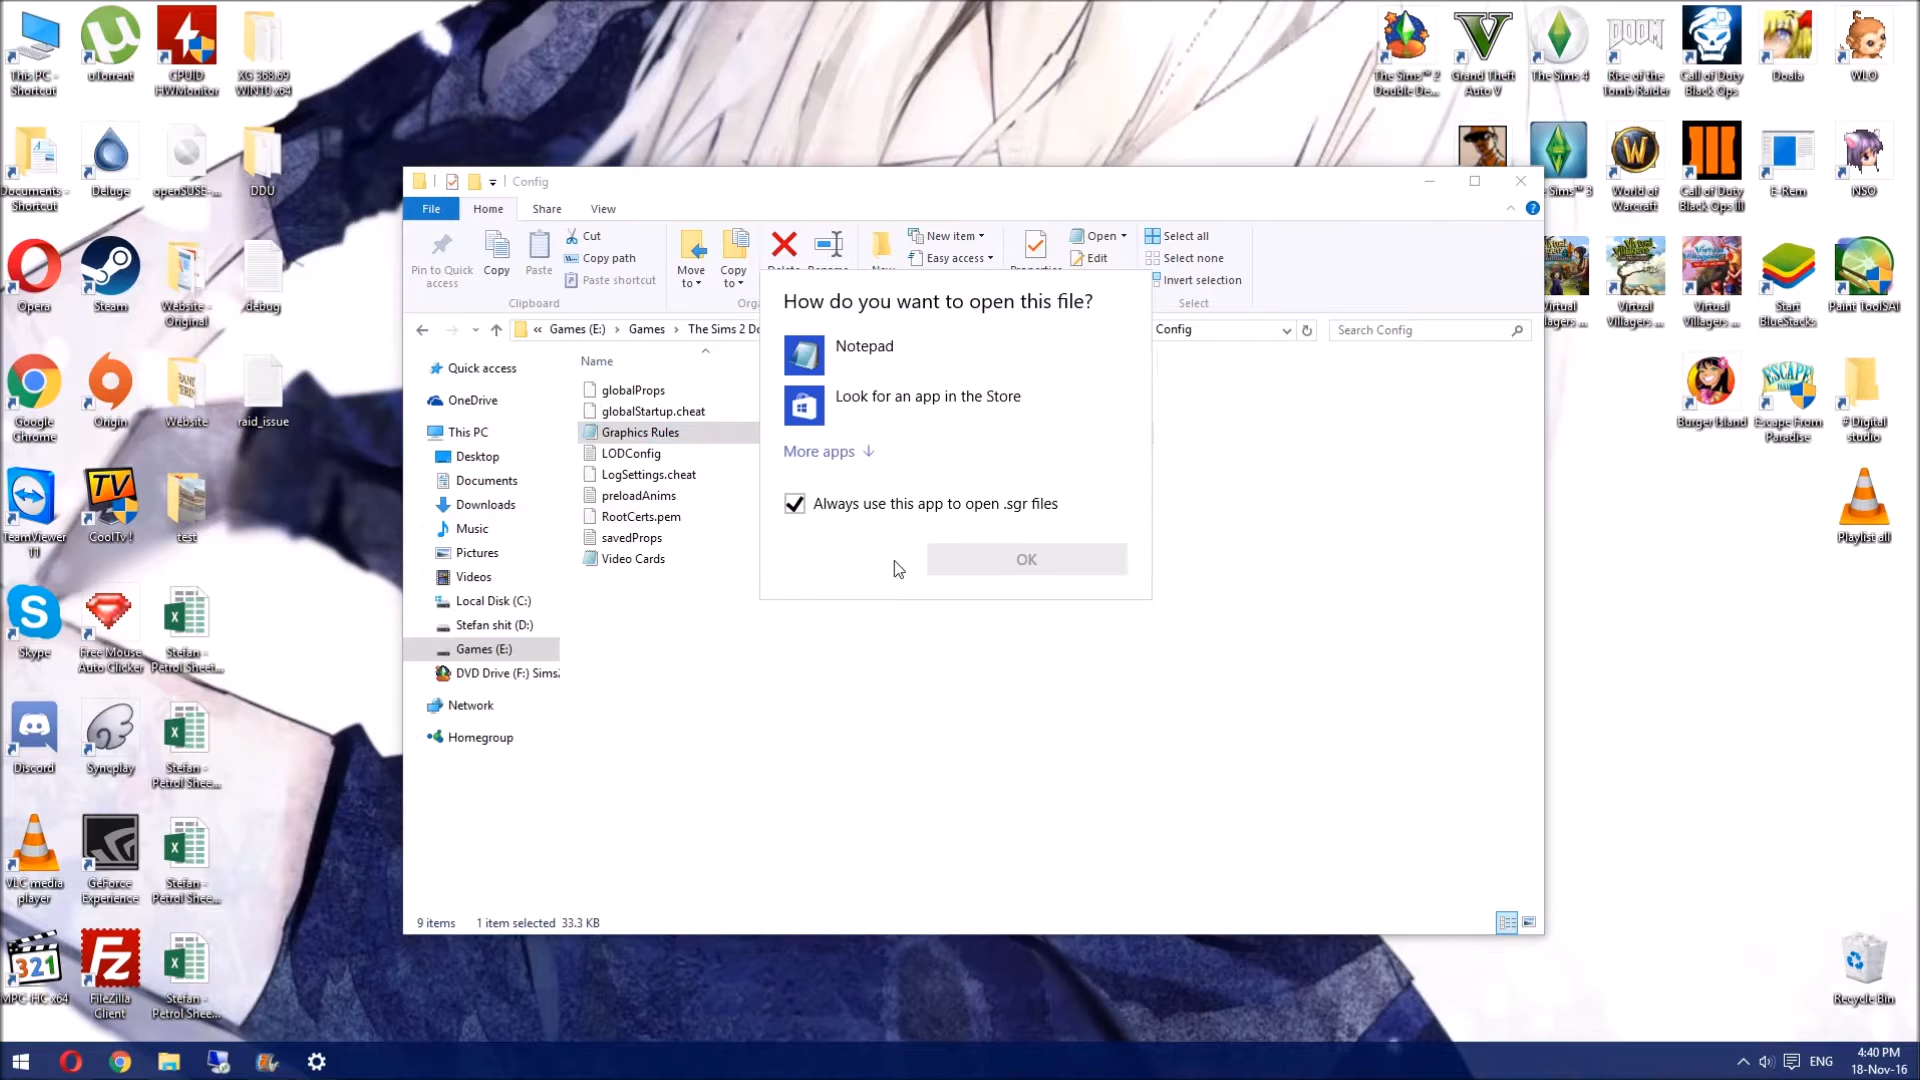 This PC -
Shortcut
uTorrent
CPUID
HWMonitor
XG 368.69
WIN10 x64
The Sims™ 2
Double De...
Grand Theft
Auto V
The Sims 4
DOOM
Rise of the
Tomb Raider
Call of Duty
Black Ops
Doala
WLO
Documents -
Shortcut
Deluge
openSUSE-...
DDU
Sims™ 3
World of
Warcraft
Call of Duty
Black Ops III
E-Rem
NSO
Opera
Steam
Website -
Original
.debug
Virtual
Villagers ...
Virtual
Villagers ...
Virtual
Villagers ...
Start
BlueStacks
Paint ToolSAI
Google
Chrome
Origin
Website
raid_issue
Burger Island
ESCAPE
Escape From
Paradise
# Digital
studio
TeamViewer
11
TV
CoolTv !
test
Playlist all
Skype
Free Mouse
Auto Clicker
Stefan -
Petrol Sheet...
Discord
Syncplay
Stefan -
Petrol Shee...
VLC media
player
GeForce
Experience
Stefan -
Petrol Shee...
321
MPC-HC x64
Fz
FileZilla
Client
Stefan -
Petrol Shee...
Recycle Bin
Config
File
Home
Share
View
Pin to Quick
access
Copy
Paste
Cut
Copy path
Paste shortcut
Clipboard
Move
to
Copy
to
New item
Easy access
Open
Edit
Select all
Select none
Invert selection
Select
« Games (E:) › Games › The Sims 2 Do
Config
Search Config
Quick access
OneDrive
This PC
Desktop
Documents
Downloads
Music
Pictures
Videos
Local Disk (C:)
Stefan shit (D:)
Games (E:)
DVD Drive (F:) Sims
Network
Homegroup
Name
globalProps
globalStartup.cheat
Graphics Rules
LODConfig
LogSettings.cheat
preloadAnims
RootCerts.pem
savedProps
Video Cards
How do you want to open this file?
Notepad
Look for an app in the Store
More apps ↓
Always use this app to open .sgr files
OK
9 items
1 item selected 33.3 KB
ENG
4:40 PM
18-Nov-16